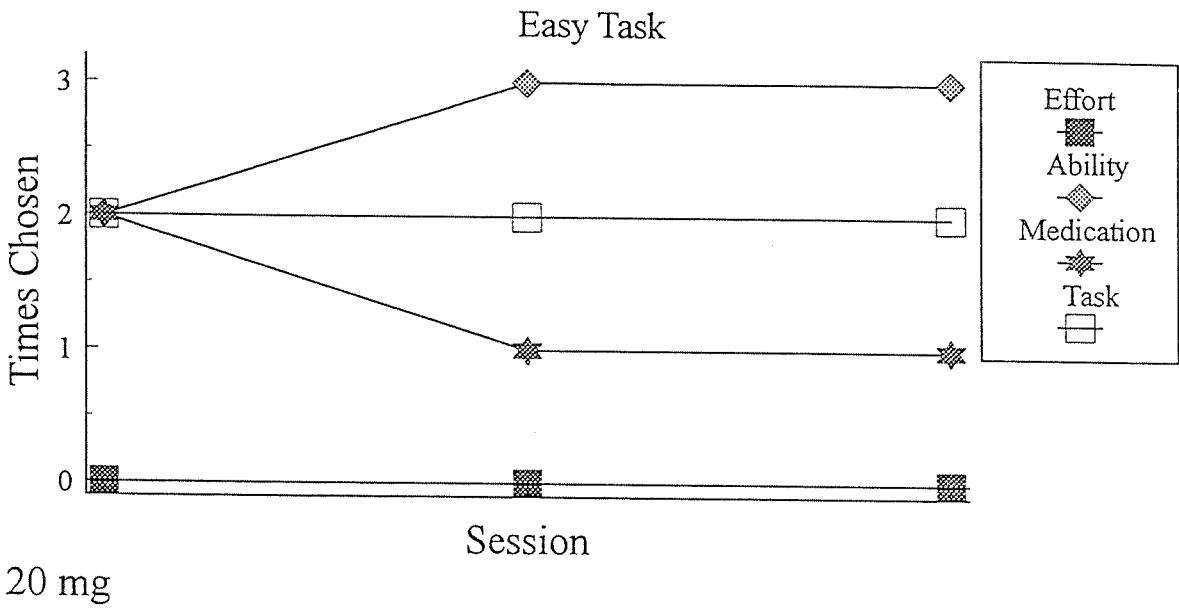 Easy Task
3
2
1
0
Times Chosen
Session
Effort
Ability
Medication
Task
20 mg